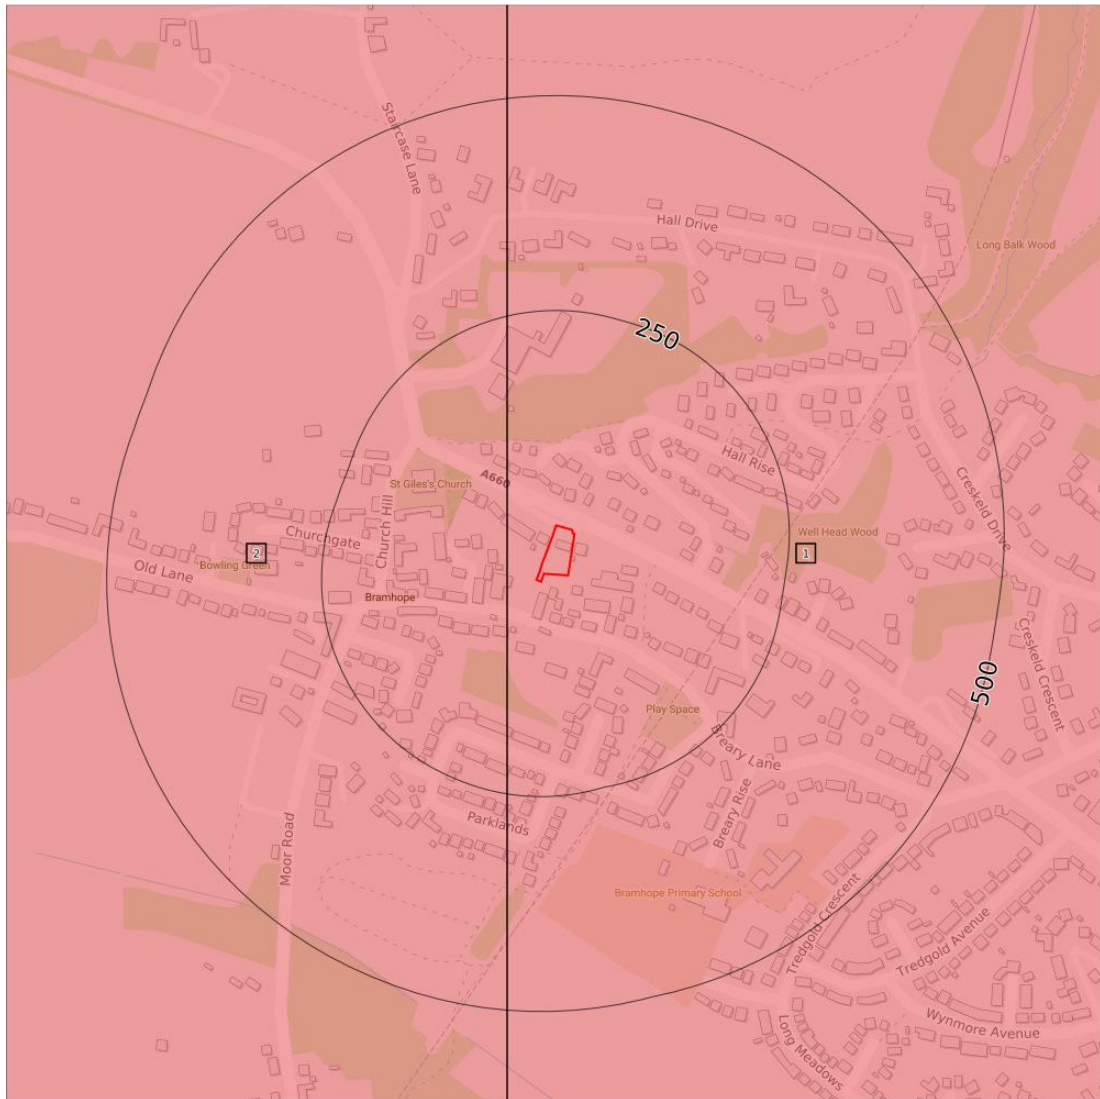 Staircase Lane
Hall Drive
Long Balk Wood
250
Hall Rise
A660
St Giles's Church
Church Hill
Creskeld Drive
Well Head Wood
Churchgate
2
1
Bowling Green
Old Lane
Bramhope
Creskeld Crescent
500
Play Space
Breary Lane
Breary Rise
Parklands
Moor Road
Bramhope Primary School
Tredgold Crescent
Tredgold Avenue
Wynmore Avenue
Long Meadows